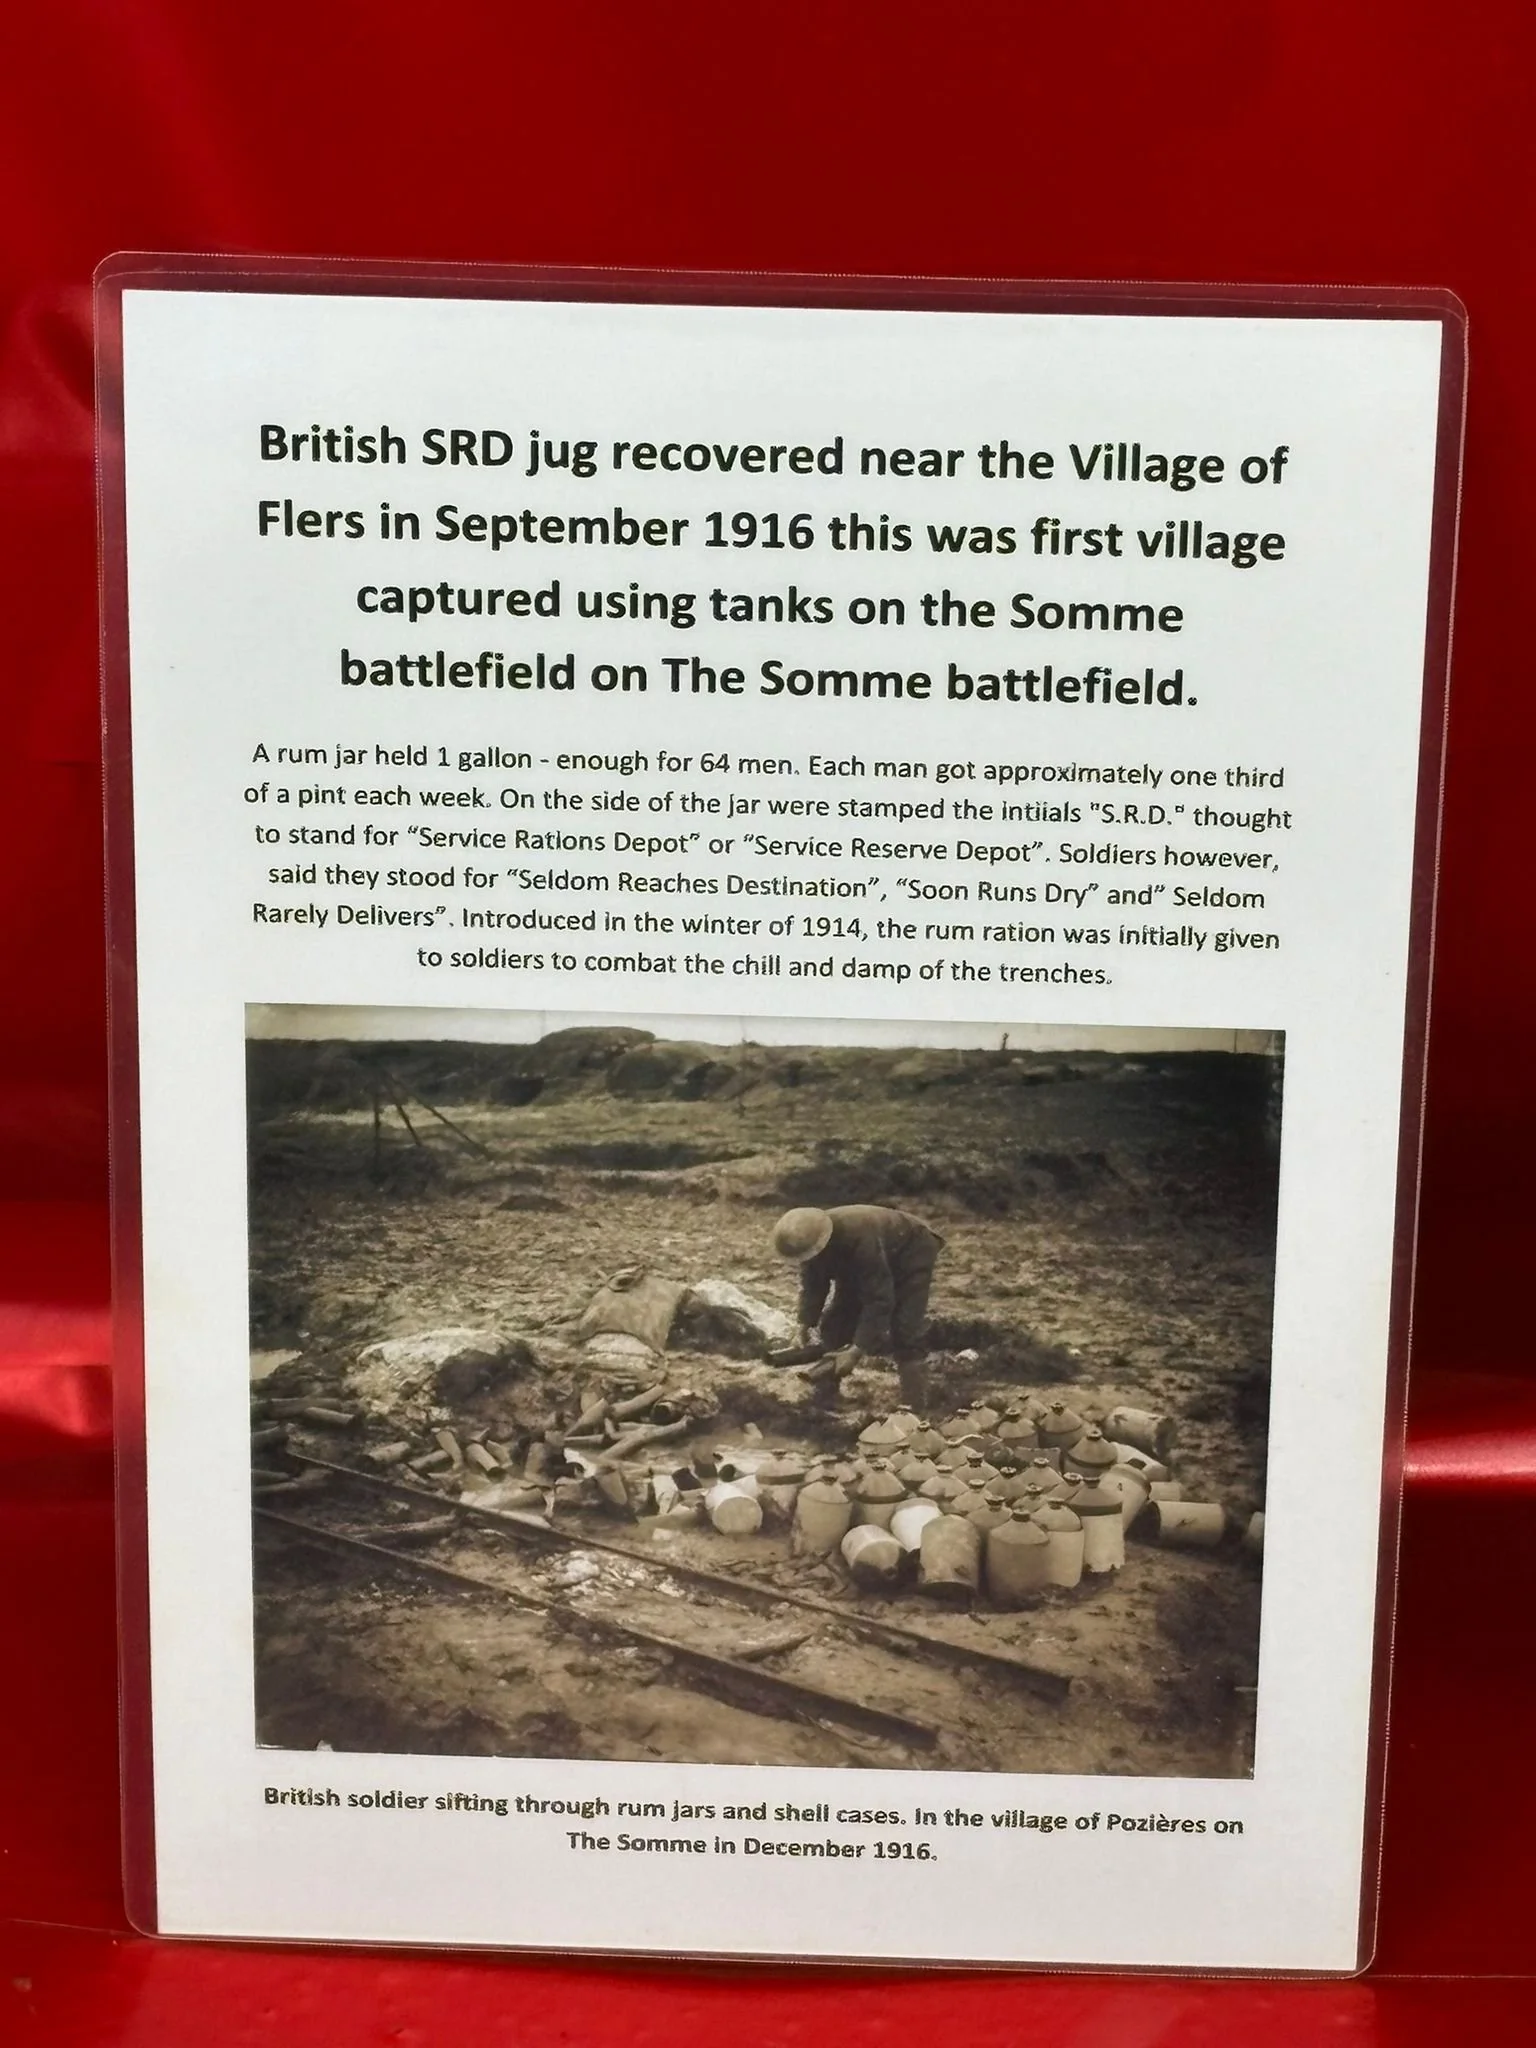 British SRD jug recovered near the Village of
Flers in September 1916 this was first village
captured using tanks on the Somme
battlefield on The Somme battlefield.
A rum jar held 1 gallon - enough for 64 men. Each man got approximately one third
of a pint each week. On the side of the jar were stamped the intiials "S.R.D." thought
to stand for “Service Rations Depot” or “Service Reserve Depot”. Soldiers however,
said they stood for “Seldom Reaches Destination”, “Soon Runs Dry” and” Seldom
Rarely Delivers”. Introduced in the winter of 1914, the rum ration was initially given
to soldiers to combat the chill and damp of the trenches.
British soldier sifting through rum jars and shell cases. In the village of Pozières on
The Somme in December 1916.